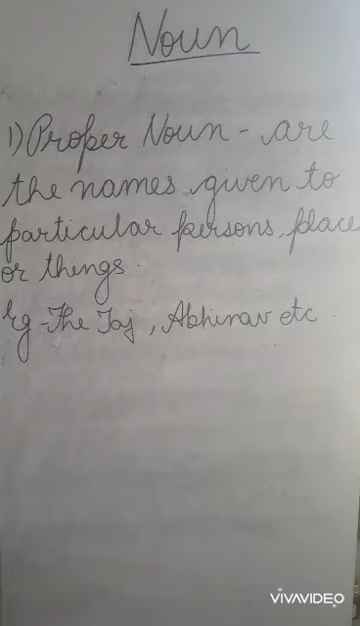 Noun
1) Proper Noun - are
the names given to
particular persons, place
or things.
Eg - The Taj, Abhinav etc
VIVAVIDEO